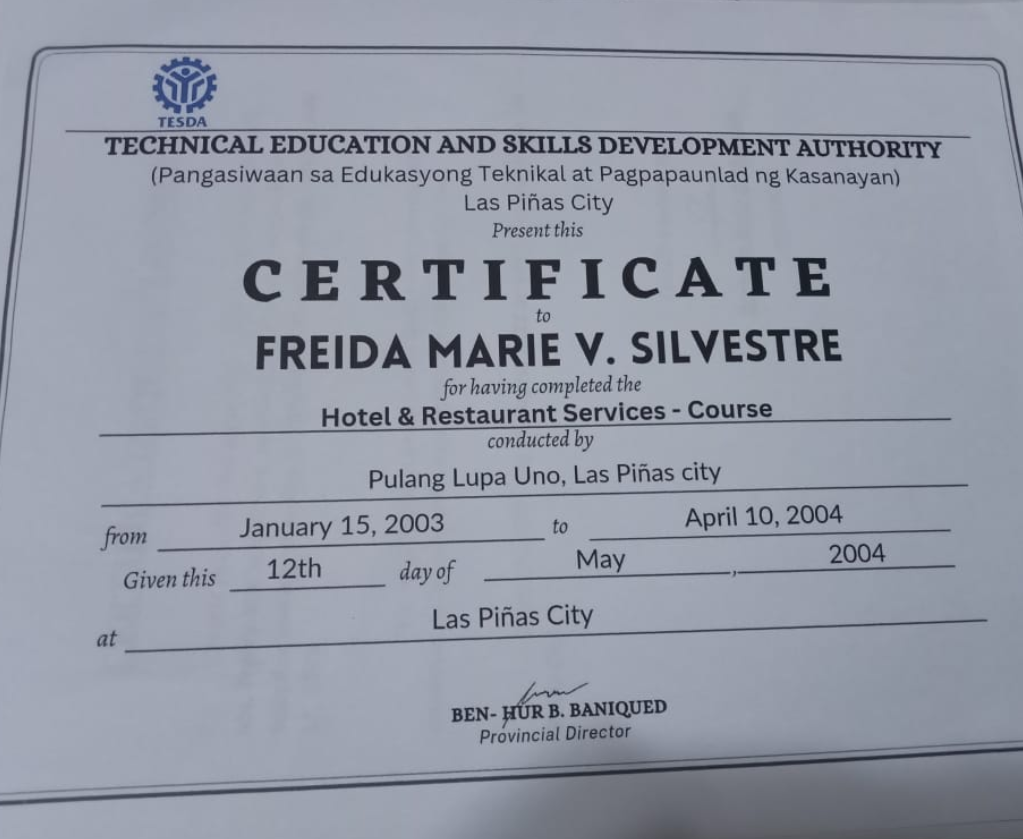 TESDA
TECHNICAL EDUCATION AND SKILLS DEVELOPMENT AUTHORITY
(Pangasiwaan sa Edukasyong Teknikal at Pagpapaunlad ng Kasanayan)
Las Piñas City
Present this
CERTIFICATE
to
FREIDA MARIE V. SILVESTRE
for having completed the
Hotel & Restaurant Services - Course
conducted by
Pulang Lupa Uno, Las Piñas city
from January 15, 2003 to April 10, 2004
Given this 12th day of May, 2004
at Las Piñas City
BEN- HUR B. BANIQUED
Provincial Director